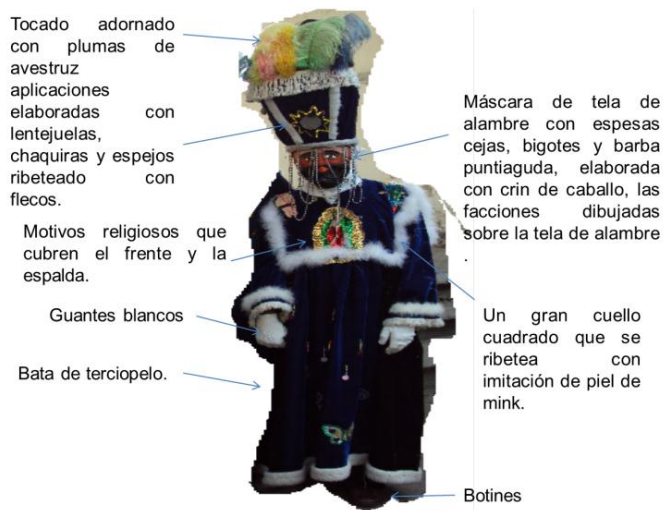 Tocado adornado
con plumas de
avestruz
aplicaciones
elaboradas con
lentejuelas,
chaquiras y espejos
ribeteado con
flecos.
Motivos religiosos que
cubren el frente y la
espalda.
Guantes blancos
Bata de terciopelo.
Máscara de tela de
alambre con espesas
cejas, bigotes y barba
puntiaguda, elaborada
con crin de caballo, las
facciones dibujadas
sobre la tela de alambre
.
Un gran cuello
cuadrado que se
ribetea con
imitación de piel de
mink.
Botines